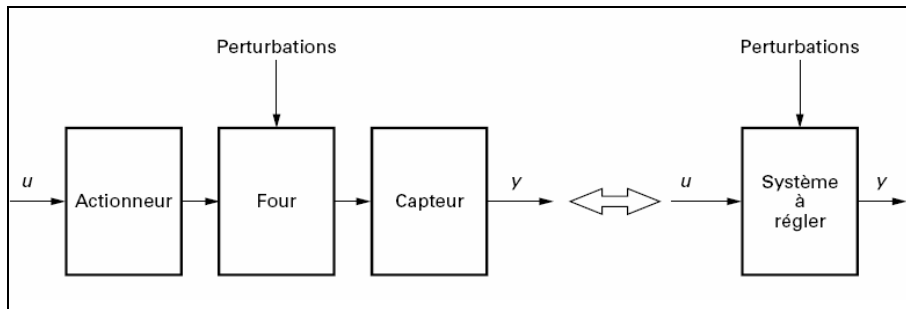 Perturbations
Perturbations
u
Actionneur
Four
Capteur
y
u
Système
à
régler
y